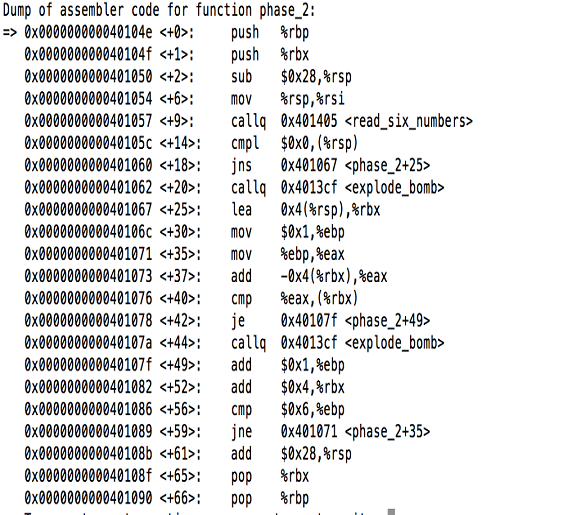 Dump of assembler code for function phase_2:
=> 0x000000000040104e <+0>: push %rbp
0x000000000040104f <+1>: push %rbx
0x0000000000401050 <+2>: sub $0x28,%rsp
0x0000000000401054 <+6>: mov %rsp,%rsi
0x0000000000401057 <+9>: callq 0x401405 <read_six_numbers>
0x000000000040105c <+14>: cmpl $0x0,(%rsp)
0x0000000000401060 <+18>: jns 0x401067 <phase_2+25>
0x0000000000401062 <+20>: callq 0x4013cf <explode_bomb>
0x0000000000401067 <+25>: lea 0x4(%rsp),%rbx
0x000000000040106c <+30>: mov $0x1,%ebp
0x0000000000401071 <+35>: mov %ebp,%eax
0x0000000000401073 <+37>: add -0x4(%rbx),%eax
0x0000000000401076 <+40>: cmp %eax,(%rbx)
0x0000000000401078 <+42>: je 0x40107f <phase_2+49>
0x000000000040107a <+44>: callq 0x4013cf <explode_bomb>
0x000000000040107f <+49>: add $0x1,%ebp
0x0000000000401082 <+52>: add $0x4,%rbx
0x0000000000401086 <+56>: cmp $0x6,%ebp
0x0000000000401089 <+59>: jne 0x401071 <phase_2+35>
0x000000000040108b <+61>: add $0x28,%rsp
0x000000000040108f <+65>: pop %rbx
0x0000000000401090 <+66>: pop %rbp